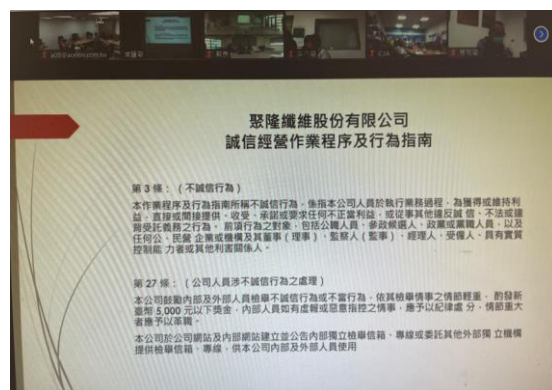 聚隆纖維股份有限公司
誠信經營作業程序及行為指南
第 3 條：（不誠信行為）
本作業程序及行為指南所稱不誠信行為，係指本公司人員於執行業務過程，為獲得或維持利
益，直接或間接提供、收受、承諾或要求任何不正當利益，或從事其他違反誠 信、不法或違
背受託義務之行為。 前項行為之對象，包括公職人員、參政候選人、政黨或黨職人員，以及
任何公、民營 企業或機構及其董事（理事）、監察人（監事）、經理人、受僱人、具有實質
控制能 力者或其他利害關係人。
第 27 條：（公司人員涉不誠信行為之處理）
本公司鼓勵內部及外部人員檢舉不誠信行為或不當行為，依其檢舉情事之情節輕重， 酌發新
臺幣 5,000 元以下獎金，內部人員如有虛報或惡意指控之情事，應予以紀律處 分，情節重大
者應予以革職。
本公司於公司網站及內部網站建立並公告內部獨立檢舉信箱、專線或委託其他外部獨 立機構
提供檢舉信箱、專線，供本公司內部及外部人員使用